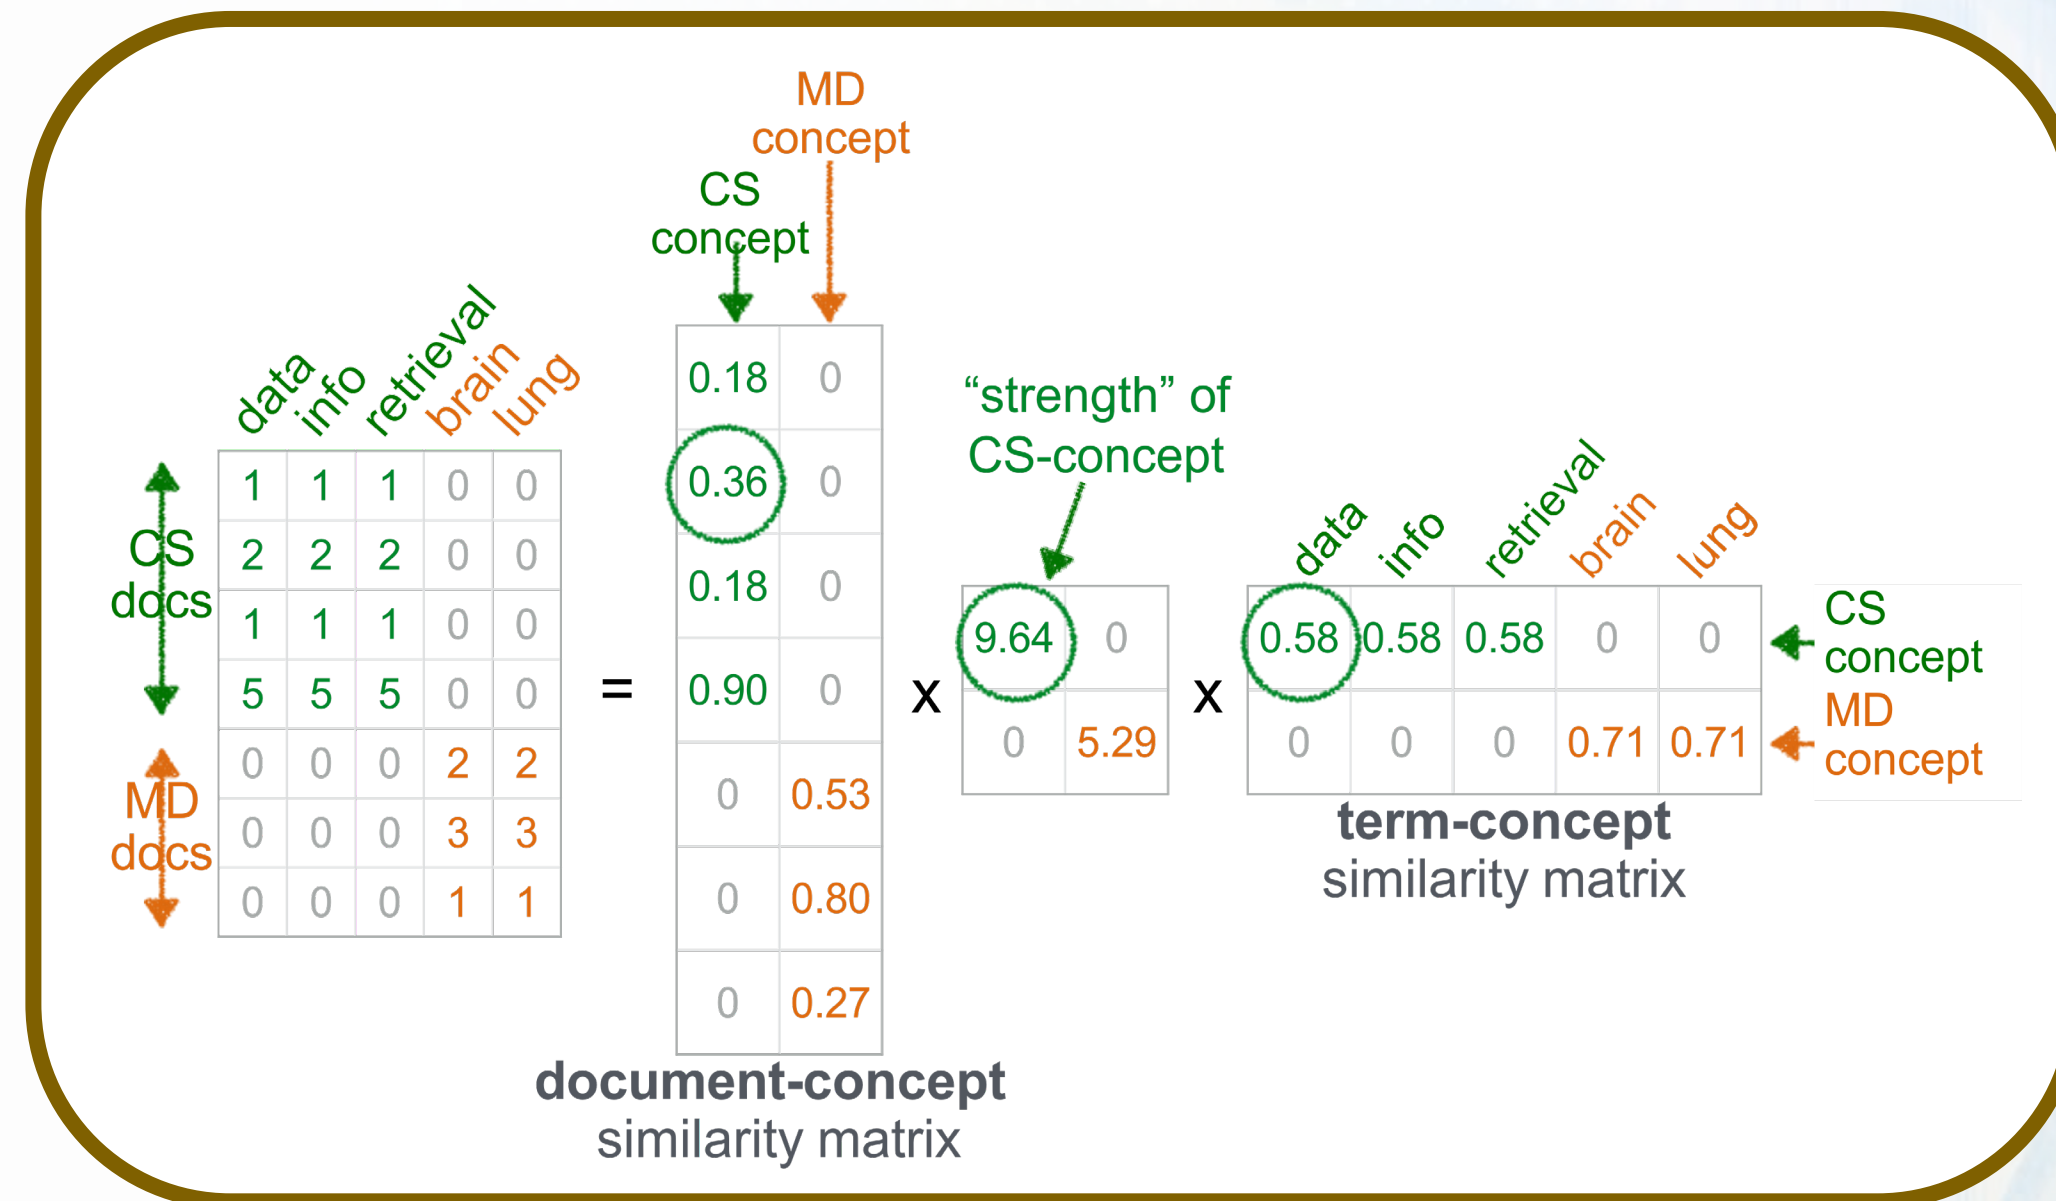 MD
concept
CS
concept
data info retrieval brain lung
CS
docs
MD
docs
1 1 1 0 0
2 2 2 0 0
1 1 1 0 0
5 5 5 0 0
0 0 0 2 2
0 0 0 3 3
0 0 0 1 1
=
0.18 0
0.36 0
0.18 0
0.90 0
0 0.53
0 0.80
0 0.27
document-concept
similarity matrix
x
“strength” of
CS-concept
9.64 0
0 5.29
x
data info retrieval brain lung
0.58 0.58 0.58 0 0
0 0 0 0.71 0.71
CS
concept
MD
concept
term-concept
similarity matrix